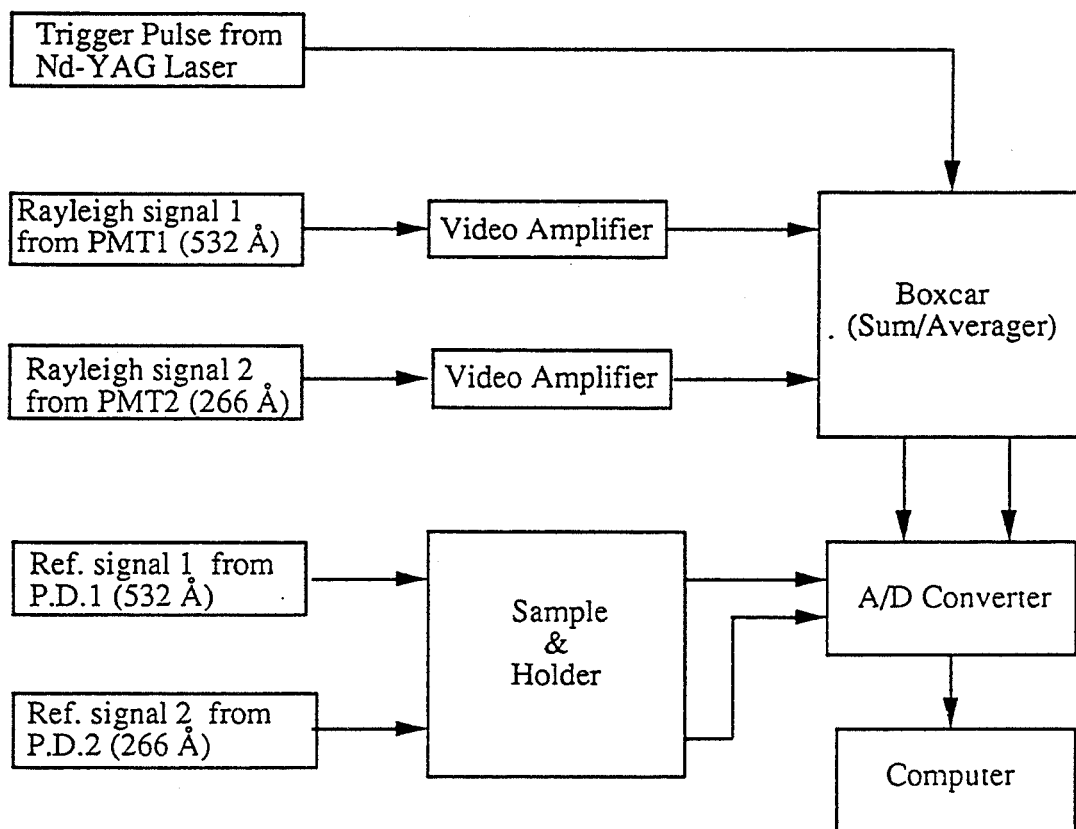 Trigger Pulse from
Nd-YAG Laser
Rayleigh signal 1
from PMT1 (532 Å)
Video Amplifier
Boxcar
(Sum/Averager)
Rayleigh signal 2
from PMT2 (266 Å)
Video Amplifier
Ref. signal 1 from
P.D.1 (532 Å)
Sample
&
Holder
A/D Converter
Ref. signal 2 from
P.D.2 (266 Å)
Computer